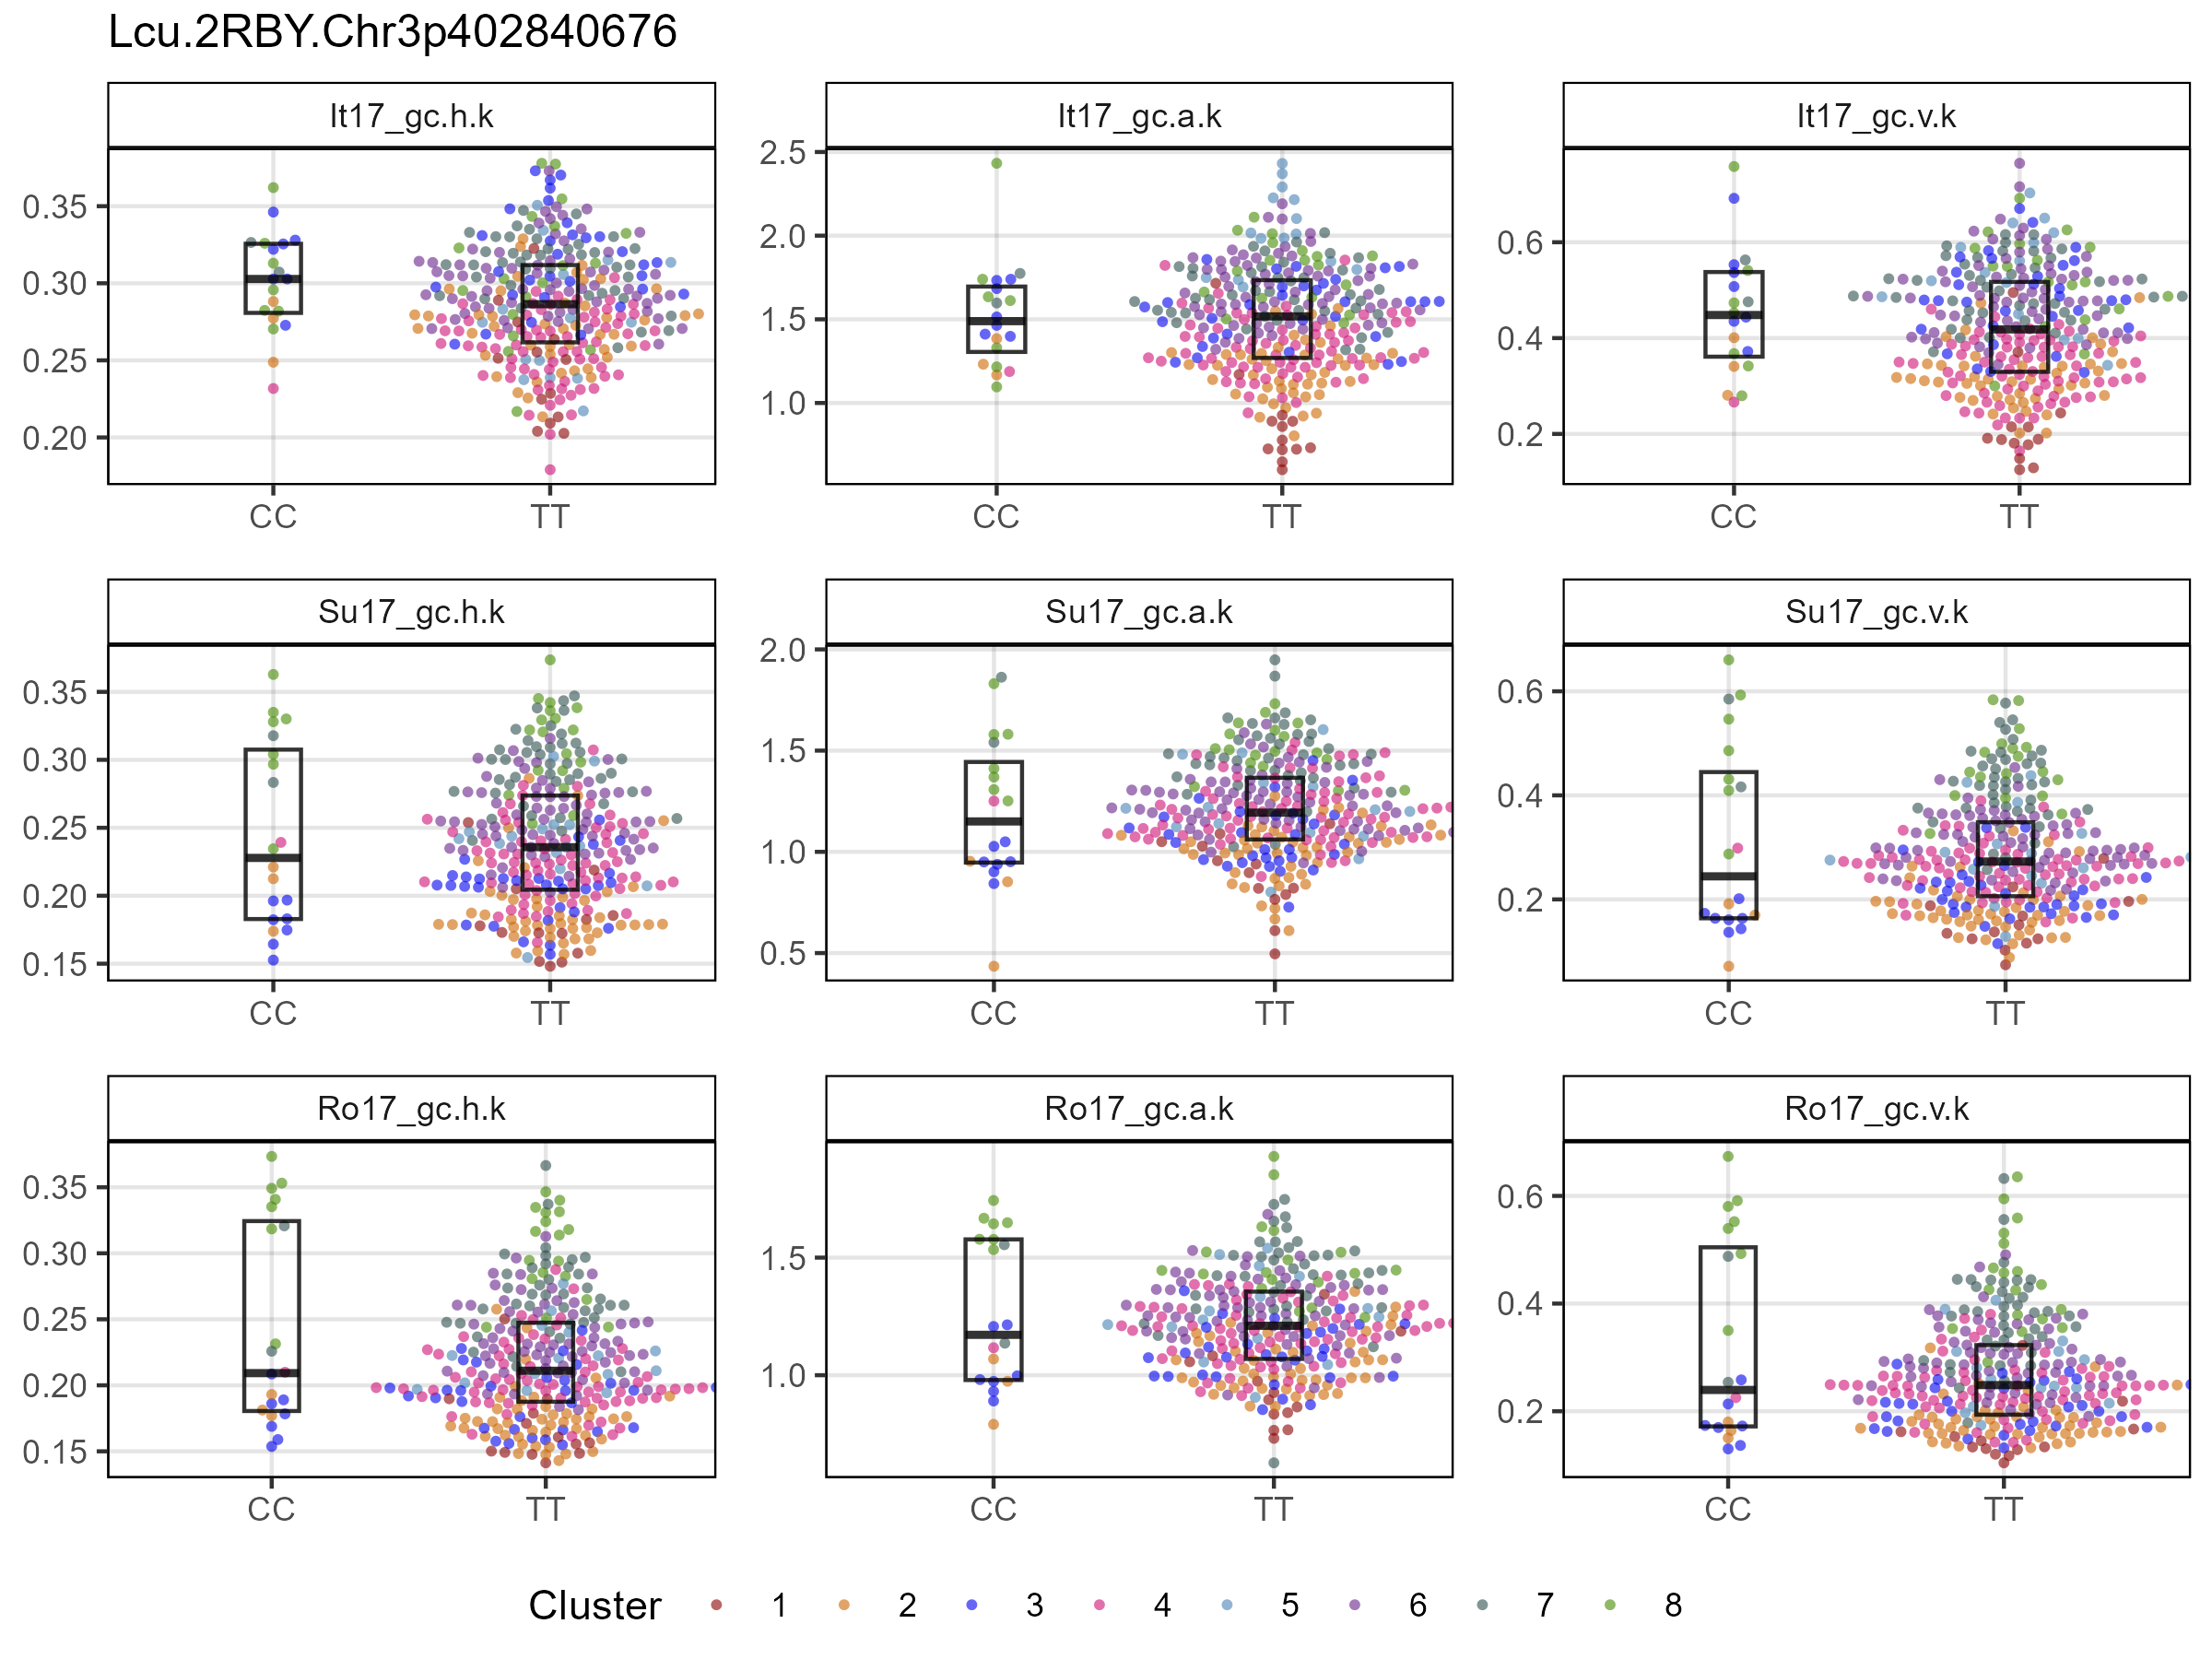 Lcu.2RBY.Chr3p402840676
It17_gc.h.k
It17_gc.a.k
It17_gc.v.k
0.35
0.30
0.25
0.20
2.5
2.0
1.5
1.0
0.6
0.4
0.2
CC
TT
CC
TT
CC
TT
Su17_gc.h.k
Su17_gc.a.k
Su17_gc.v.k
0.35
0.30
0.25
0.20
0.15
2.0
1.5
1.0
0.5
0.6
0.4
0.2
CC
TT
CC
TT
CC
TT
Ro17_gc.h.k
Ro17_gc.a.k
Ro17_gc.v.k
0.35
0.30
0.25
0.20
0.15
1.5
1.0
0.6
0.4
0.2
CC
TT
CC
TT
CC
TT
Cluster 1 2 3 4 5 6 7 8